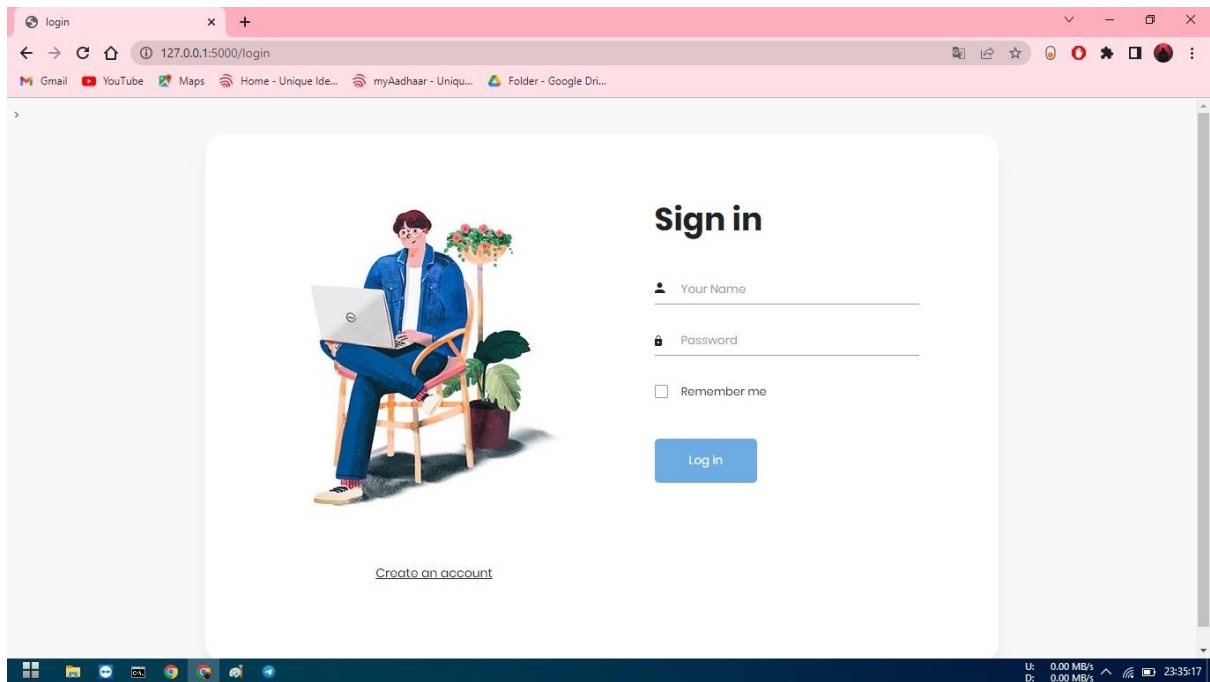 login
127.0.0.1:5000/login
Gmail YouTube Maps Home - Unique Ide... myAadhaar - Uniqu... Folder - Google Dri...
>
Sign in
Your Name
Password
Remember me
Log in
Create an account
U: 0.00 MB/s
D: 0.00 MB/s
23:35:17